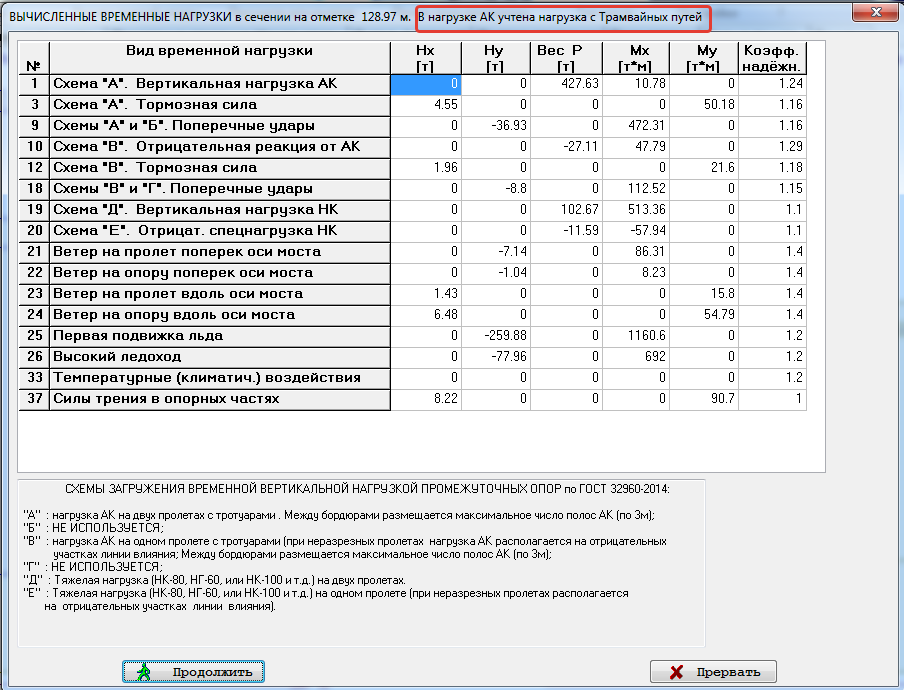 ВЫЧИСЛЕННЫЕ ВРЕМЕННЫЕ НАГРУЗКИ в сечении на отметке 128.97 м. В нагрузке АК учтена нагрузка с Трамвайных путей
№ Вид временной нагрузки Hx [т] Hy [т] Вес P [т] Mx [т*м] My [т*м] Коэфф. надёжн.
1 Схема "А". Вертикальная нагрузка АК 0 0 427.63 10.78 0 1.24
3 Схема "А". Тормозная сила 4.55 0 0 0 50.18 1.16
9 Схемы "А" и "Б". Поперечные удары 0 -36.93 0 472.31 0 1.16
10 Схема "В". Отрицательная реакция от АК 0 0 -27.11 47.79 0 1.29
12 Схема "В". Тормозная сила 1.96 0 0 0 21.6 1.18
18 Схемы "В" и "Г". Поперечные удары 0 -8.8 0 112.52 0 1.15
19 Схема "Д". Вертикальная нагрузка НК 0 0 102.67 513.36 0 1.1
20 Схема "Е". Отрицат. спецнагрузка НК 0 0 -11.59 -57.94 0 1.1
21 Ветер на пролет поперек оси моста 0 -7.14 0 86.31 0 1.4
22 Ветер на опору поперек оси моста 0 -1.04 0 8.23 0 1.4
23 Ветер на пролет вдоль оси моста 1.43 0 0 0 15.8 1.4
24 Ветер на опору вдоль оси моста 6.48 0 0 0 54.79 1.4
25 Первая подвижка льда 0 -259.88 0 1160.6 0 1.2
26 Высокий ледоход 0 -77.96 0 692 0 1.2
33 Температурные (климатич.) воздействия 0 0 0 0 0 1.2
37 Силы трения в опорных частях 8.22 0 0 0 90.7 1
СХЕМЫ ЗАГРУЖЕНИЯ ВРЕМЕННОЙ ВЕРТИКАЛЬНОЙ НАГРУЗКОЙ ПРОМЕЖУТОЧНЫХ ОПОР по ГОСТ 32960-2014:
"А" : нагрузка АК на двух пролетах с тротуарами . Между бордюрами размещается максимальное число полос АК (по 3м);
"Б" : НЕ ИСПОЛЬЗУЕТСЯ;
"В" : нагрузка АК на одном пролете с тротуарами (при неразрезных пролетах нагрузка АК располагается на отрицательных
участках линии влияния; Между бордюрами размещается максимальное число полос АК (по 3м);
"Г" : НЕ ИСПОЛЬЗУЕТСЯ;
"Д" : Тяжелая нагрузка (НК-80, НГ-60, или НК-100 и т.д.) на двух пролетах.
"Е" : Тяжелая нагрузка (НК-80, НГ-60, или НК-100 и т.д.) на одном пролете (при неразрезных пролетах располагается
на отрицательных участках линии влияния).
Продолжить Прервать